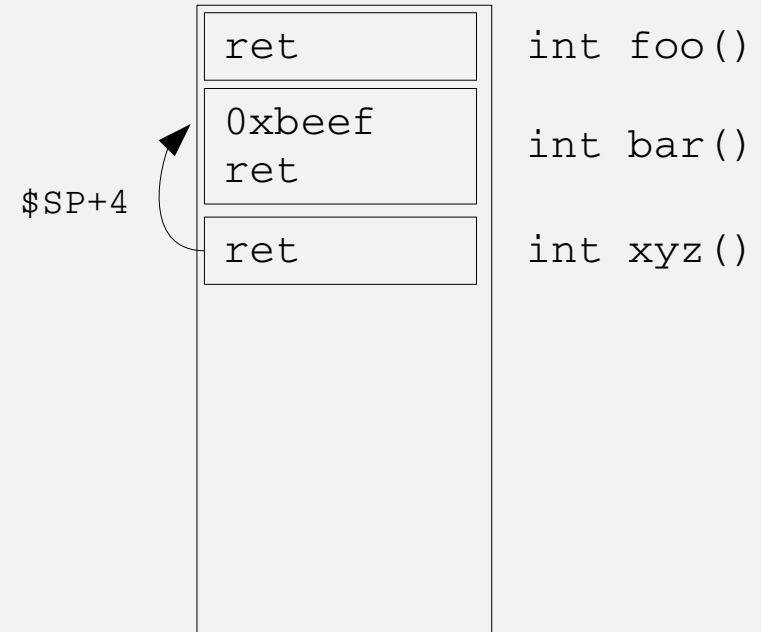 ret
int foo()
0xbeef
ret
int bar()
$SP+4
ret
int xyz()